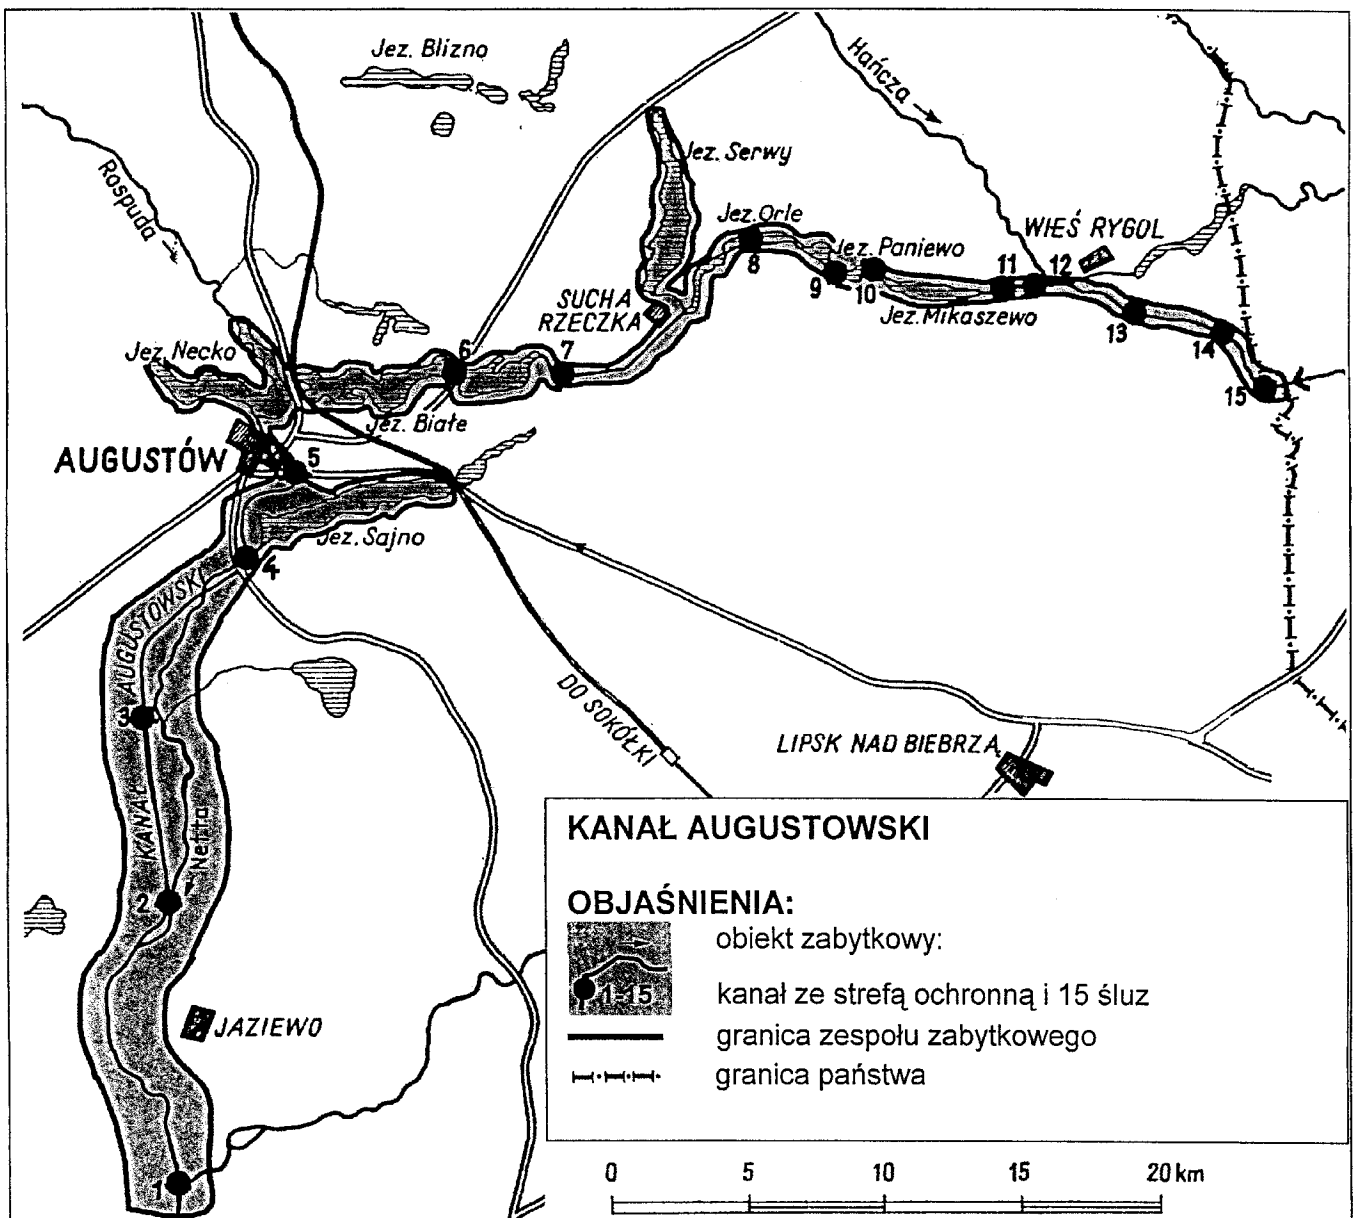 Jez. Blizno
Hańcza
Rospuda
Jez. Serwy
Jez. Orle
WIEŚ RYGOL
8
Jez. Paniewo
9
10
11
12
SUCHA
RZECZKA
Jez. Mikaszewo
13
14
15
Jez. Necko
6
7
Jez. Białe
AUGUSTÓW
5
Jez. Sajno
4
KANAŁ AUGUSTOWSKI
3
DO SOKÓŁKI
LIPSK NAD BIEBRZĄ
Netta
2
JAZIEWO
1
KANAŁ AUGUSTOWSKI
OBJAŚNIENIA:
obiekt zabytkowy:
1-15
kanał ze strefą ochronną i 15 śluz
granica zespołu zabytkowego
granica państwa
0 5 10 15 20 km